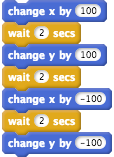 change x by 100
wait 2 secs
change y by 100
wait 2 secs
change x by -100
wait 2 secs
change y by -100